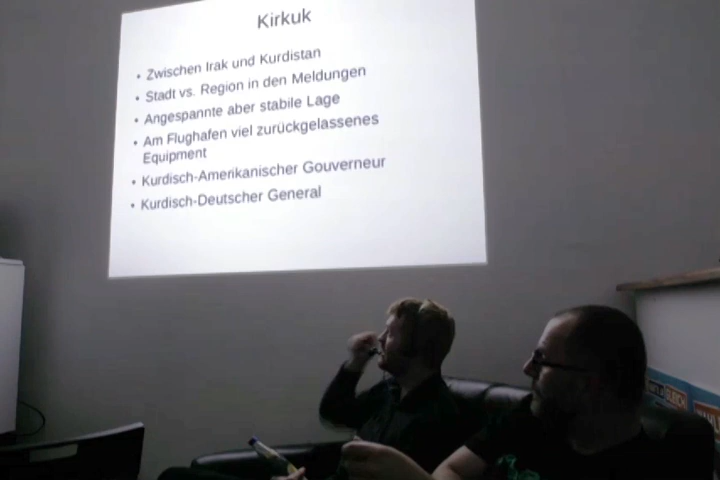 Kirkuk
• Zwischen Irak und Kurdistan
• Stadt vs. Region in den Meldungen
• Angespannte aber stabile Lage
• Am Flughafen viel zurückgelassenes
Equipment
• Kurdisch-Amerikanischer Gouverneur
• Kurdisch-Deutscher General